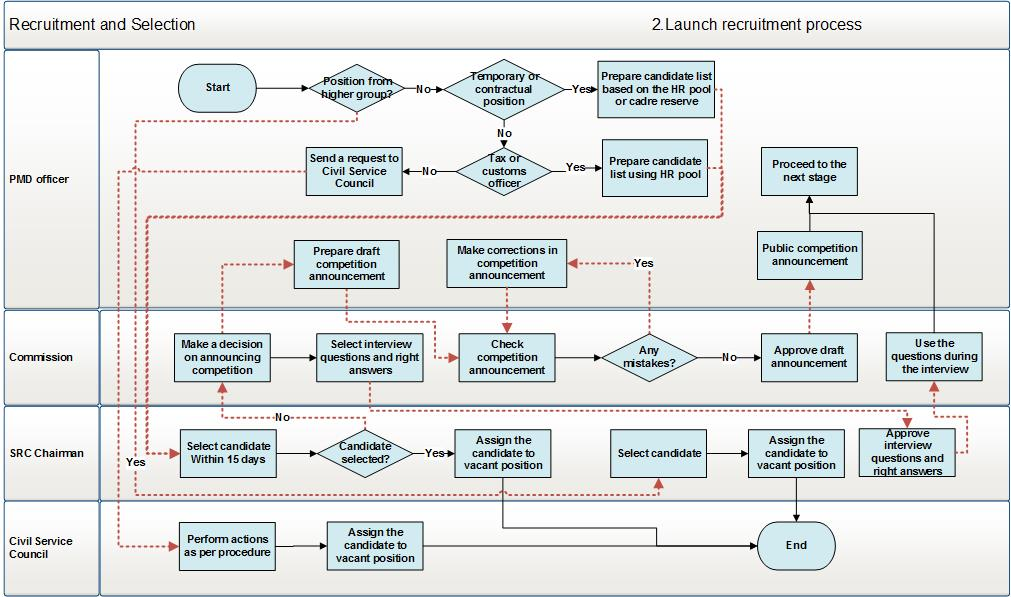 Recruitment and Selection
2.Launch recruitment process
PMD officer
Start
Position from
higher group?
No
Temporary or
contractual
position
Yes
Prepare candidate list
based on the HR pool
or cadre reserve
No
Send a request to
Civil Service
Council
No
Tax or
customs
officer
Yes
Prepare candidate
list using HR pool
Proceed to the
next stage
Prepare draft
competition
announcement
Make corrections in
competition
announcement
Yes
Public competition
announcement
Commission
Make a decision
on announcing
competition
Select interview
questions and right
answers
Check
competition
announcement
Any
mistakes?
No
Approve draft
announcement
Use the
questions during
the interview
No
SRC Chairman
Yes
Select candidate
Within 15 days
Candidate
selected?
Yes
Assign the
candidate to
vacant position
Select candidate
Assign the
candidate to
vacant position
Approve
interview
questions and
right answers
Civil Service
Council
Perform actions
as per procedure
Assign the
candidate to
vacant position
End